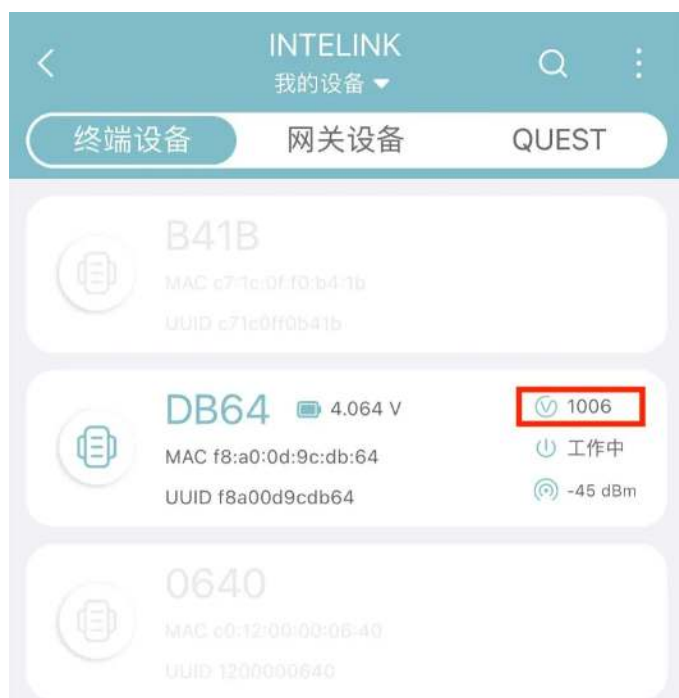 INTELINK
我的设备
终端设备
网关设备
QUEST
B41B
MAC c7:1c:0f:f0:b4:1b
UUID c71c0ff0b41b
DB64
4.064 V
1006
MAC f8:a0:0d:9c:db:64
工作中
UUID f8a00d9cdb64
-45 dBm
0640
MAC c0:12:00:00:06:40
UUID 1200000640